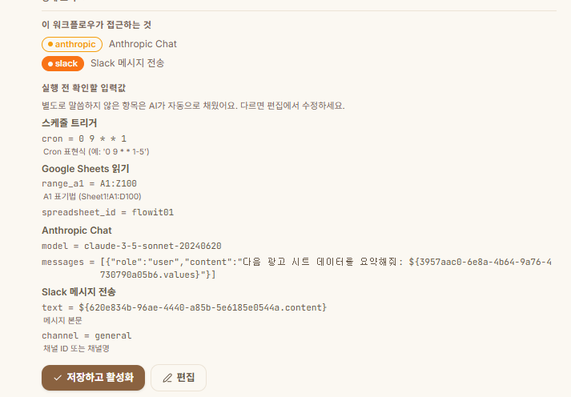 이 워크플로우가 접근하는 것
anthropic Anthropic Chat
slack Slack 메시지 전송
실행 전 확인할 입력값
별도로 말씀하지 않은 항목은 AI가 자동으로 채웠어요. 다르면 편집에서 수정하세요.
스케줄 트리거
cron = 0 9 * * 1
Cron 표현식 (예: '0 9 * * 1-5')
Google Sheets 읽기
range_a1 = A1:Z100
A1 표기법 (Sheet1!A1:D100)
spreadsheet_id = flowit01
Anthropic Chat
model = claude-3-5-sonnet-20240620
messages = [{"role":"user","content":"다음 광고 시트 데이터를 요약해줘: ${3957aac0-6e8a-4b64-9a76-4
730790a05b6.values}"}]
Slack 메시지 전송
text = ${620e834b-96ae-4440-a85b-5e6185e0544a.content}
메시지 본문
channel = general
채널 ID 또는 채널명
저장하고 활성화 편집